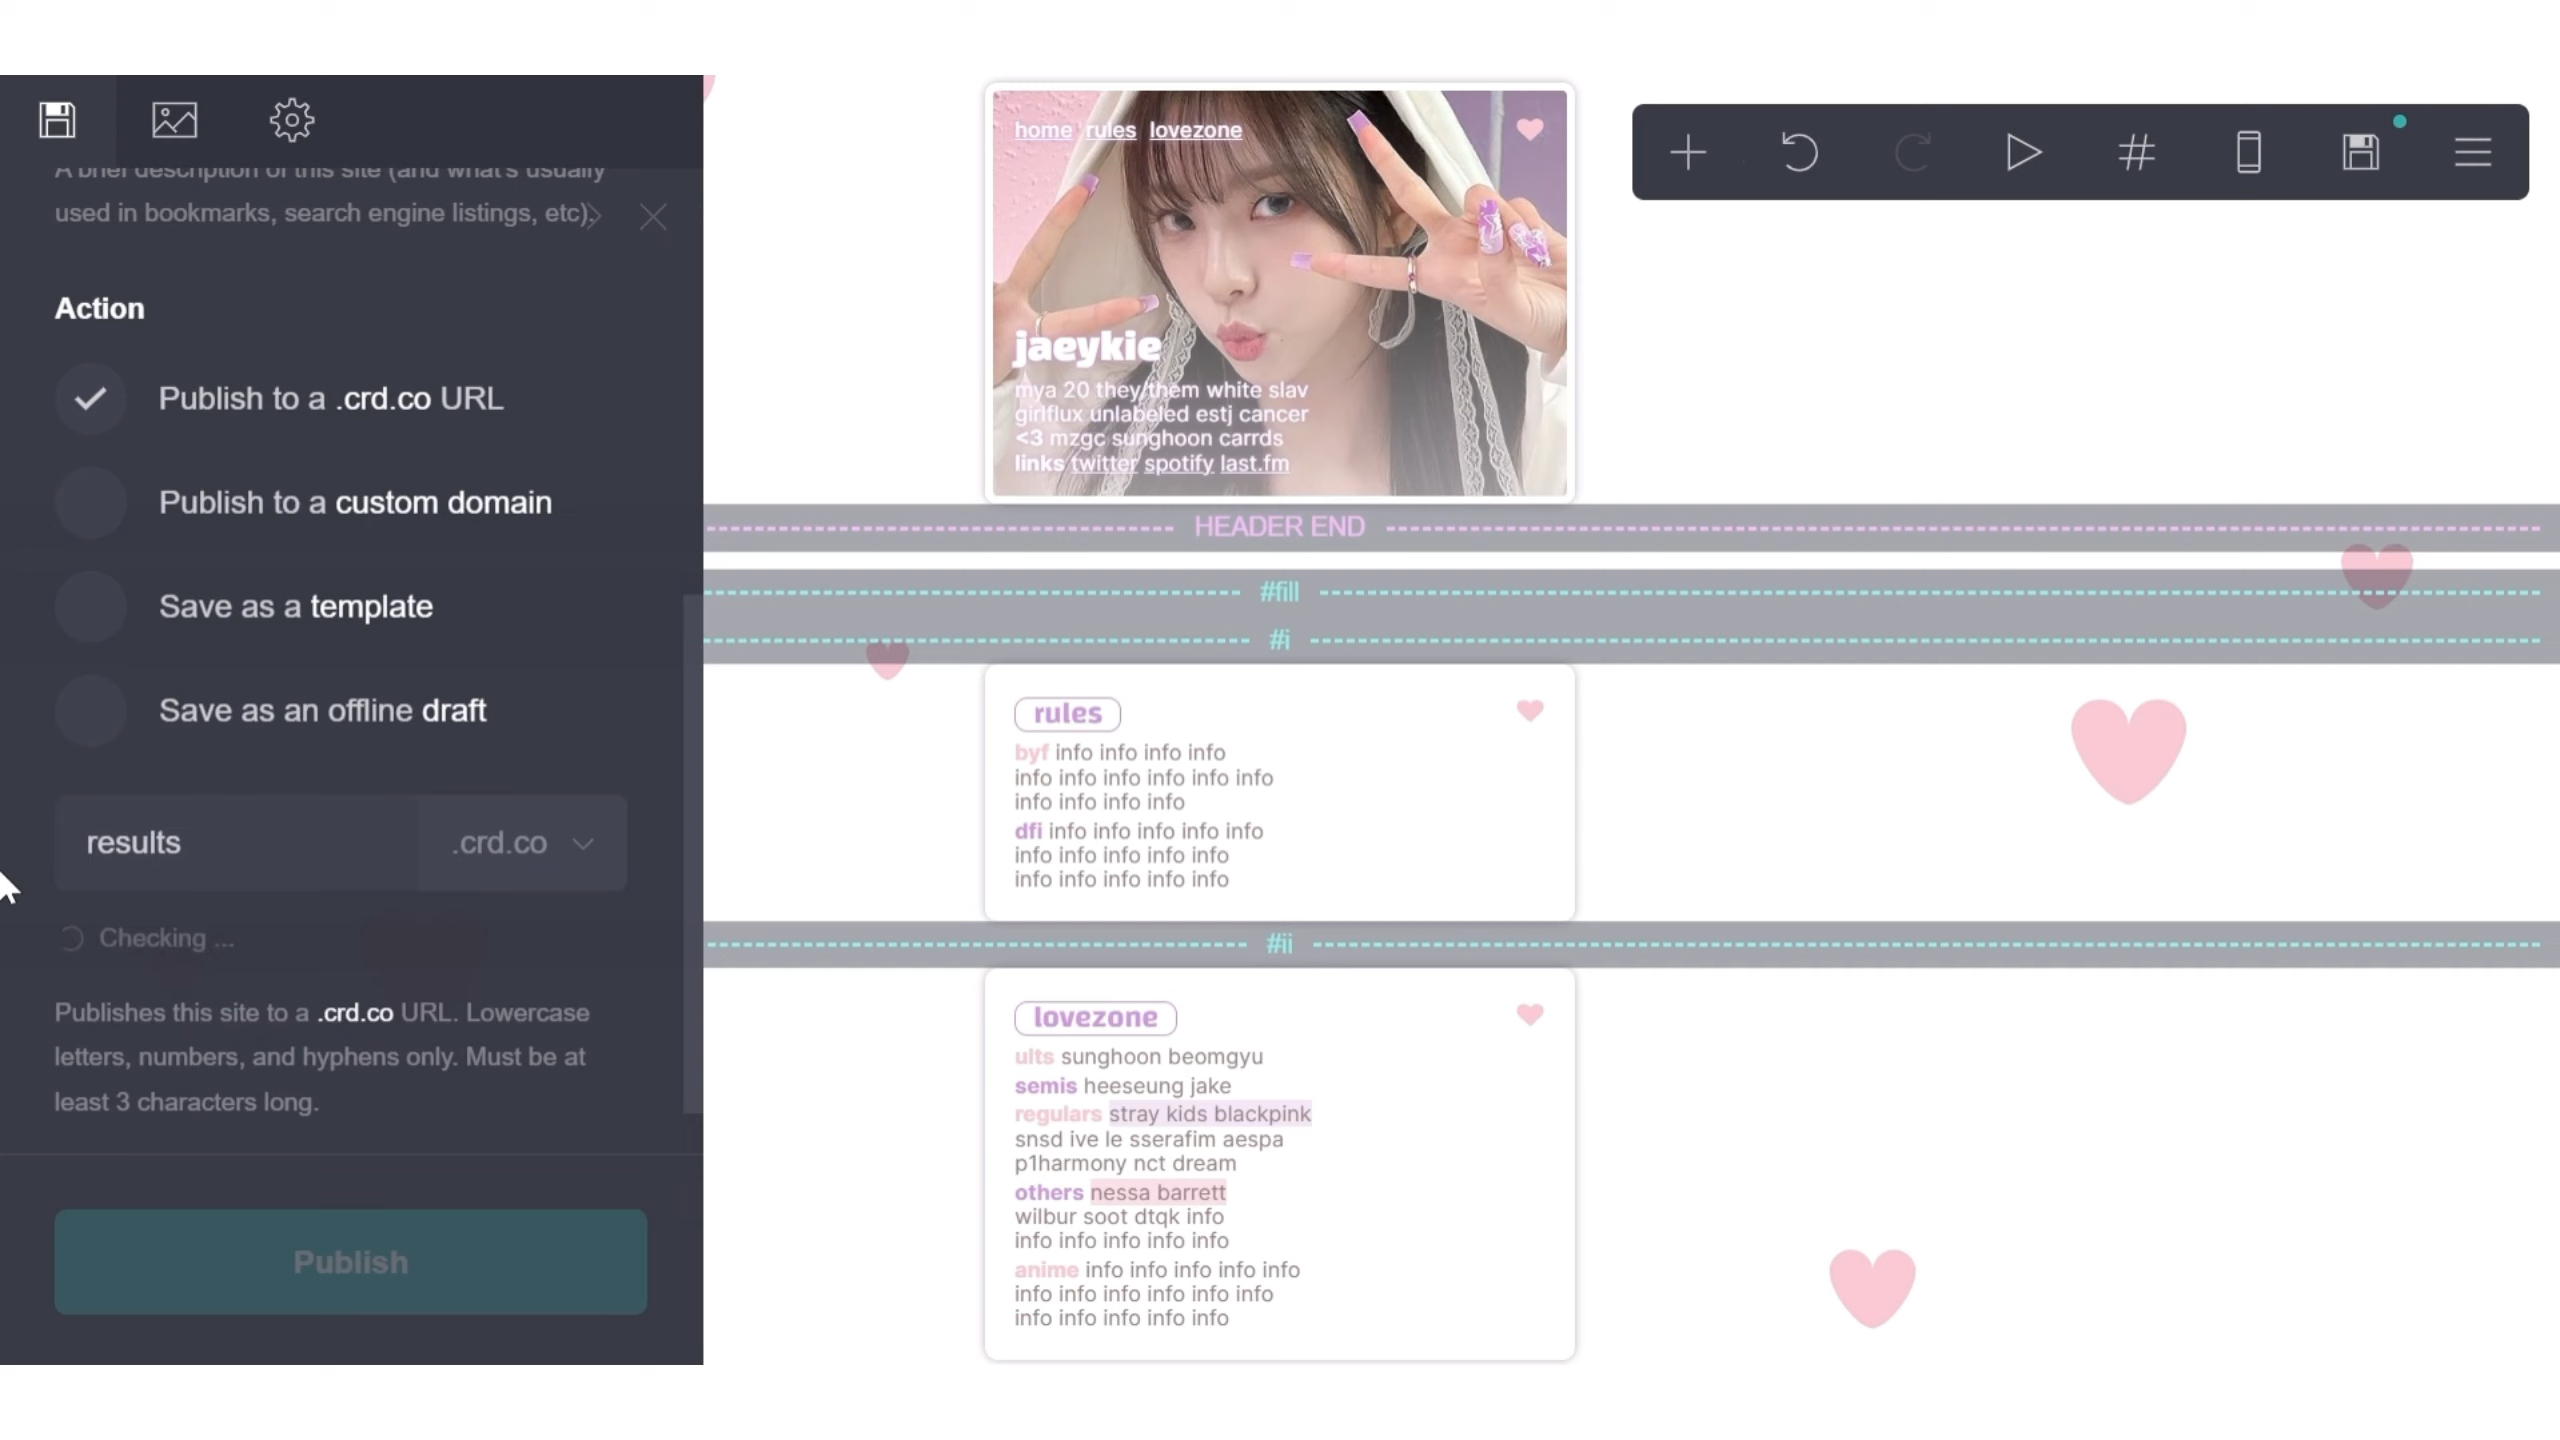 A brief description of this site (and what's usually
used in bookmarks, search engine listings, etc).
Action
Publish to a .crd.co URL
Publish to a custom domain
Save as a template
Save as an offline draft
results .crd.co
Checking ...
Publishes this site to a .crd.co URL. Lowercase
letters, numbers, and hyphens only. Must be at
least 3 characters long.
Publish
home rules lovezone
jaeykie
mya 20 they/them white slav
girlflux unlabeled estj cancer
<3 mzgc sunghoon carrds
links twitter spotify last.fm
HEADER END
#fill
#i
rules
byf info info info info
info info info info info info
info info info info
dfi info info info info info
info info info info info
info info info info info
#ii
lovezone
ults sunghoon beomgyu
semis heeseung jake
regulars stray kids blackpink
snsd ive le sserafim aespa
p1harmony nct dream
others nessa barrett
wilbur soot dtqk info
info info info info info
anime info info info info info
info info info info info info
info info info info info